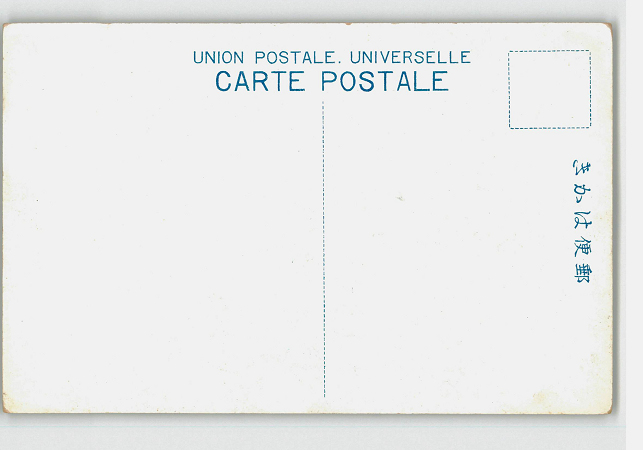 UNION POSTALE. UNIVERSELLE
CARTE POSTALE
きかは便郵